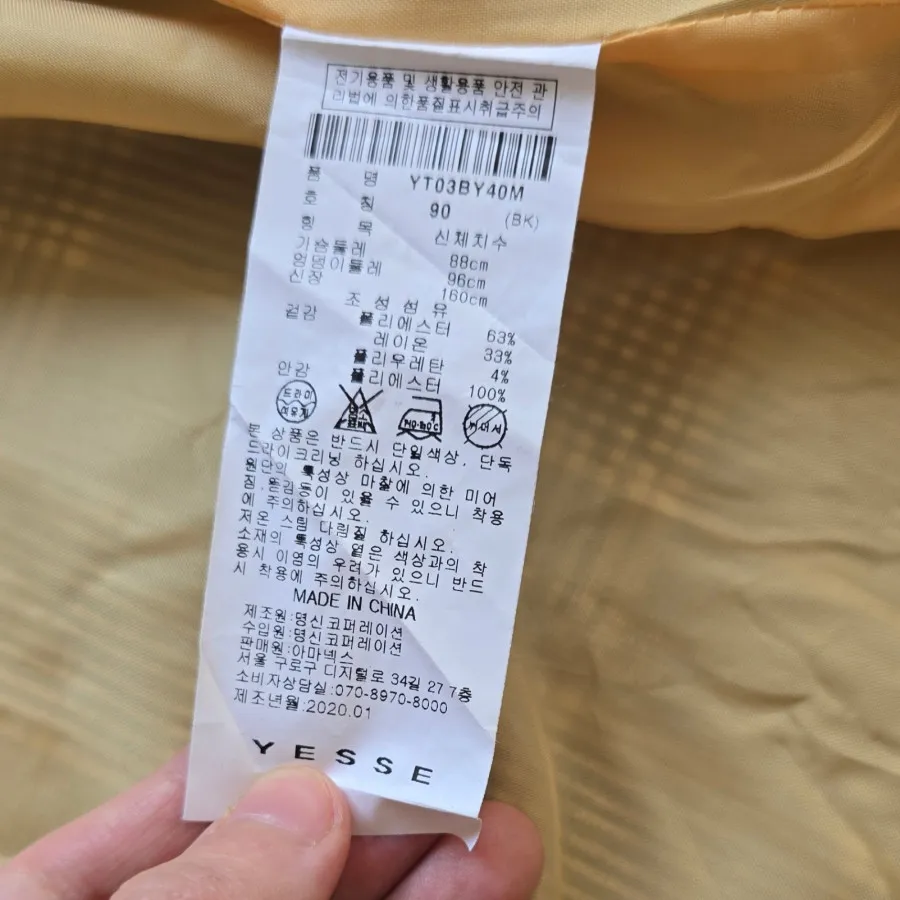 전기용품 및 생활용품 안전 관
리법에 의한품질표시취급주의
품 명 YT03BY40M
호 칭 90 (BK)
항 목 신체치수
가슴둘레 88cm
엉덩이둘레 96cm
신장 160cm
조 성 섬 유
겉감 폴리에스터 63%
레이온 33%
폴리우레탄 4%
안감 폴리에스터 100%
드라이
염소
표백
본 상품은 반드시 단일색상, 단독
드라이크리닝 하십시오.
원단의 특성상 마찰에 의한 미어
짐,뜯김등이 있을 수 있으니 착용
에 주의하십시오.
저온 스팀 다림질 하십시오.
소재의 특성상 옅은 색상과의 착
용시 이염의 우려가 있으니 반드
시 착용에 주의하십시오.
MADE IN CHINA
제조원:명신코퍼레이션
수입원:명신코퍼레이션
판매원:아마넥스
서울 구로구 디지털로 34길 27 7층
소비자상담실:070-8970-8000
제조년월:2020.01
YESSE